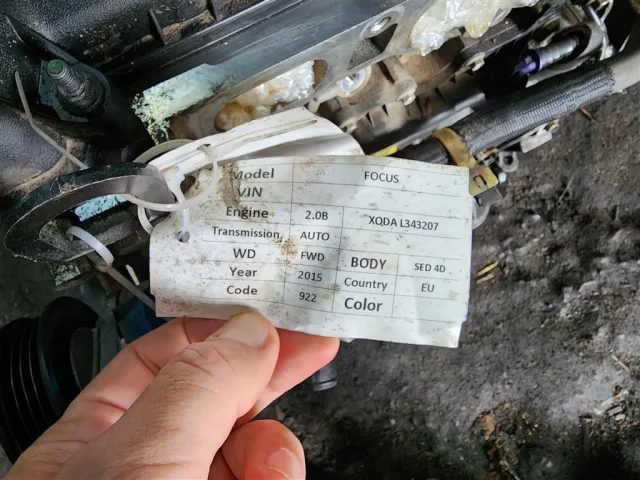 Model FOCUS
VIN
Engine 2.0B XQDA L343207
Transmission AUTO
WD FWD BODY SED 4D
Year 2015 Country EU
Code 922 Color